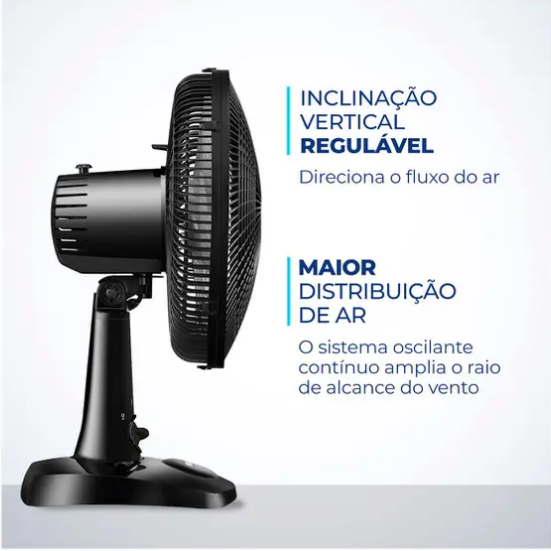 INCLINAÇÃO
VERTICAL
REGULÁVEL
Direciona o fluxo do ar
MAIOR
DISTRIBUIÇÃO
DE AR
O sistema oscilante
contínuo amplia o raio
de alcance do vento